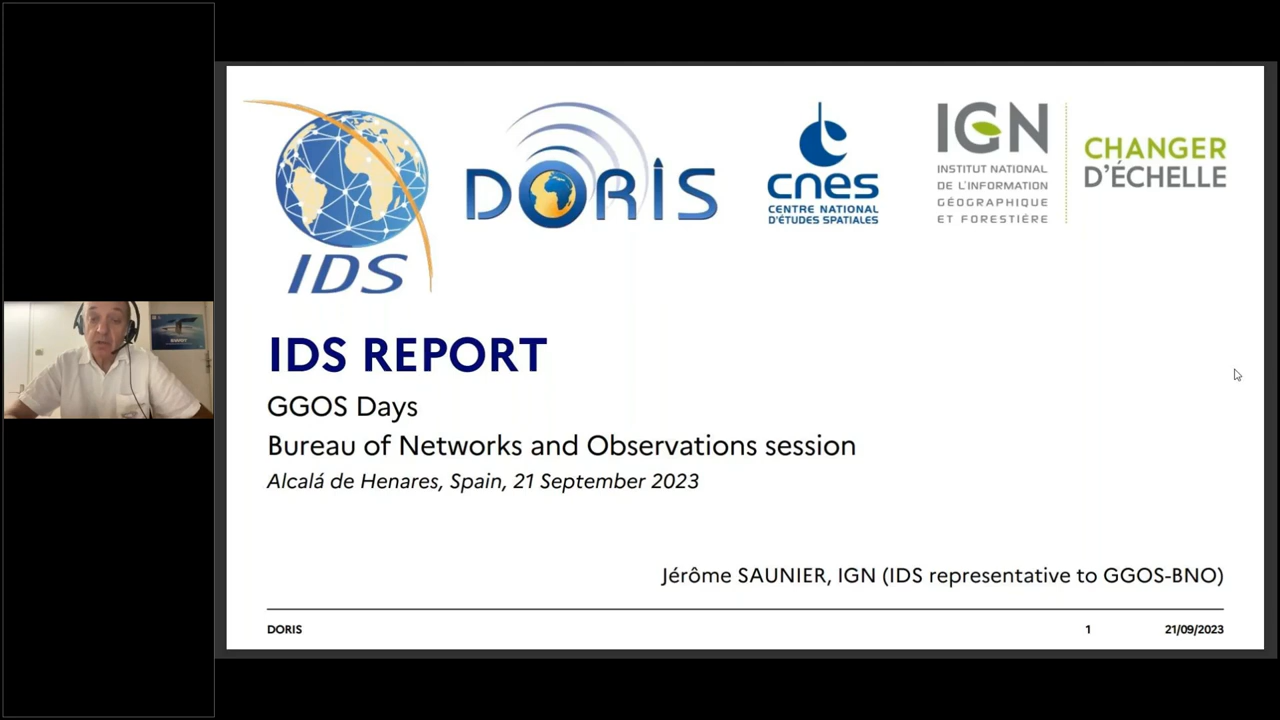 IDS
DORIS
cnes
CENTRE NATIONAL
D'ÉTUDES SPATIALES
IGN
INSTITUT NATIONAL
DE L'INFORMATION
GÉOGRAPHIQUE
ET FORESTIÈRE
CHANGER
D'ÉCHELLE
IDS REPORT
GGOS Days
Bureau of Networks and Observations session
Alcalá de Henares, Spain, 21 September 2023
Jérôme SAUNIER, IGN (IDS representative to GGOS-BNO)
DORIS
1
21/09/2023